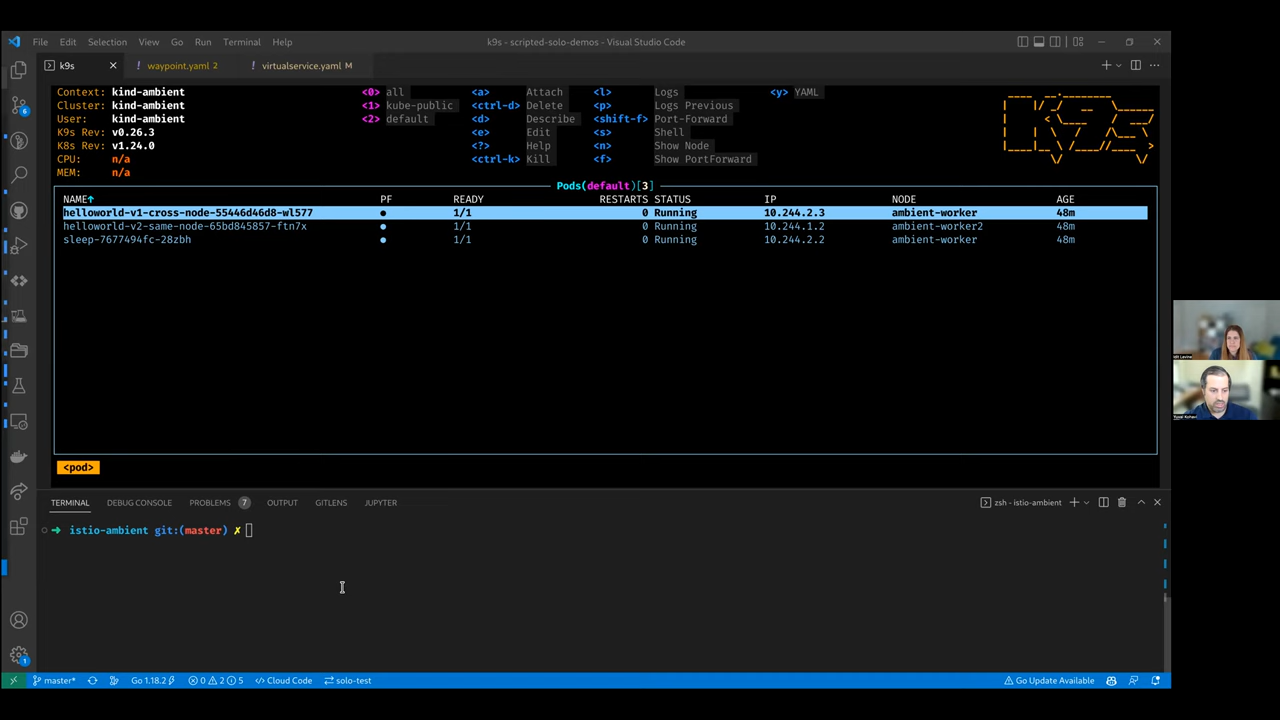 File Edit Selection View Go Run Terminal Help k9s - scripted-solo-demos - Visual Studio Code
k9s waypoint.yaml 2 virtualservice.yaml M
Context: kind-ambient <0> all <a> Attach <l> Logs <y> YAML
Cluster: kind-ambient <1> kube-public <ctrl-d> Delete <p> Logs Previous
User: kind-ambient <2> default <d> Describe <shift-f> Port-Forward
K9s Rev: v0.26.3 <e> Edit <s> Shell
K8s Rev: v1.24.0 <?> Help <n> Show Node
CPU: n/a <ctrl-k> Kill <f> Show PortForward
MEM: n/a
Pods(default)[3]
NAME↑ PF READY RESTARTS STATUS IP NODE AGE
helloworld-v1-cross-node-55446d46d8-wl577 ● 1/1 0 Running 10.244.2.3 ambient-worker 48m
helloworld-v2-same-node-65bd845857-ftn7x ● 1/1 0 Running 10.244.1.2 ambient-worker2 48m
sleep-7677494fc-28zbh ● 1/1 0 Running 10.244.2.2 ambient-worker 48m
<pod>
TERMINAL DEBUG CONSOLE PROBLEMS 7 OUTPUT GITLENS JUPYTER zsh - istio-ambient
➜ istio-ambient git:(master) ✗
master* Go 1.18.2 0 2 5 Cloud Code solo-test Go Update Available